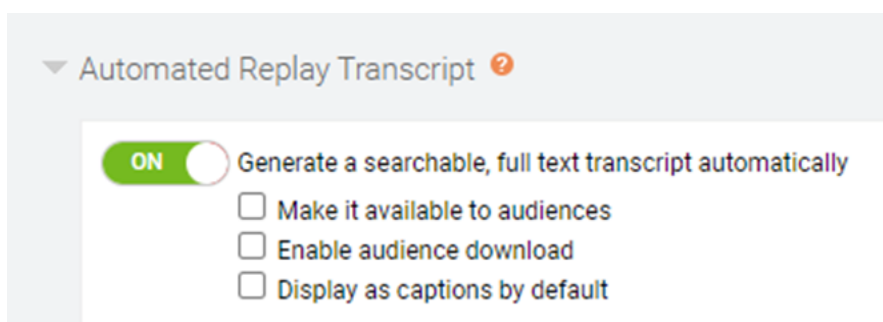 Automated Replay Transcript ?
ON Generate a searchable, full text transcript automatically
Make it available to audiences
Enable audience download
Display as captions by default